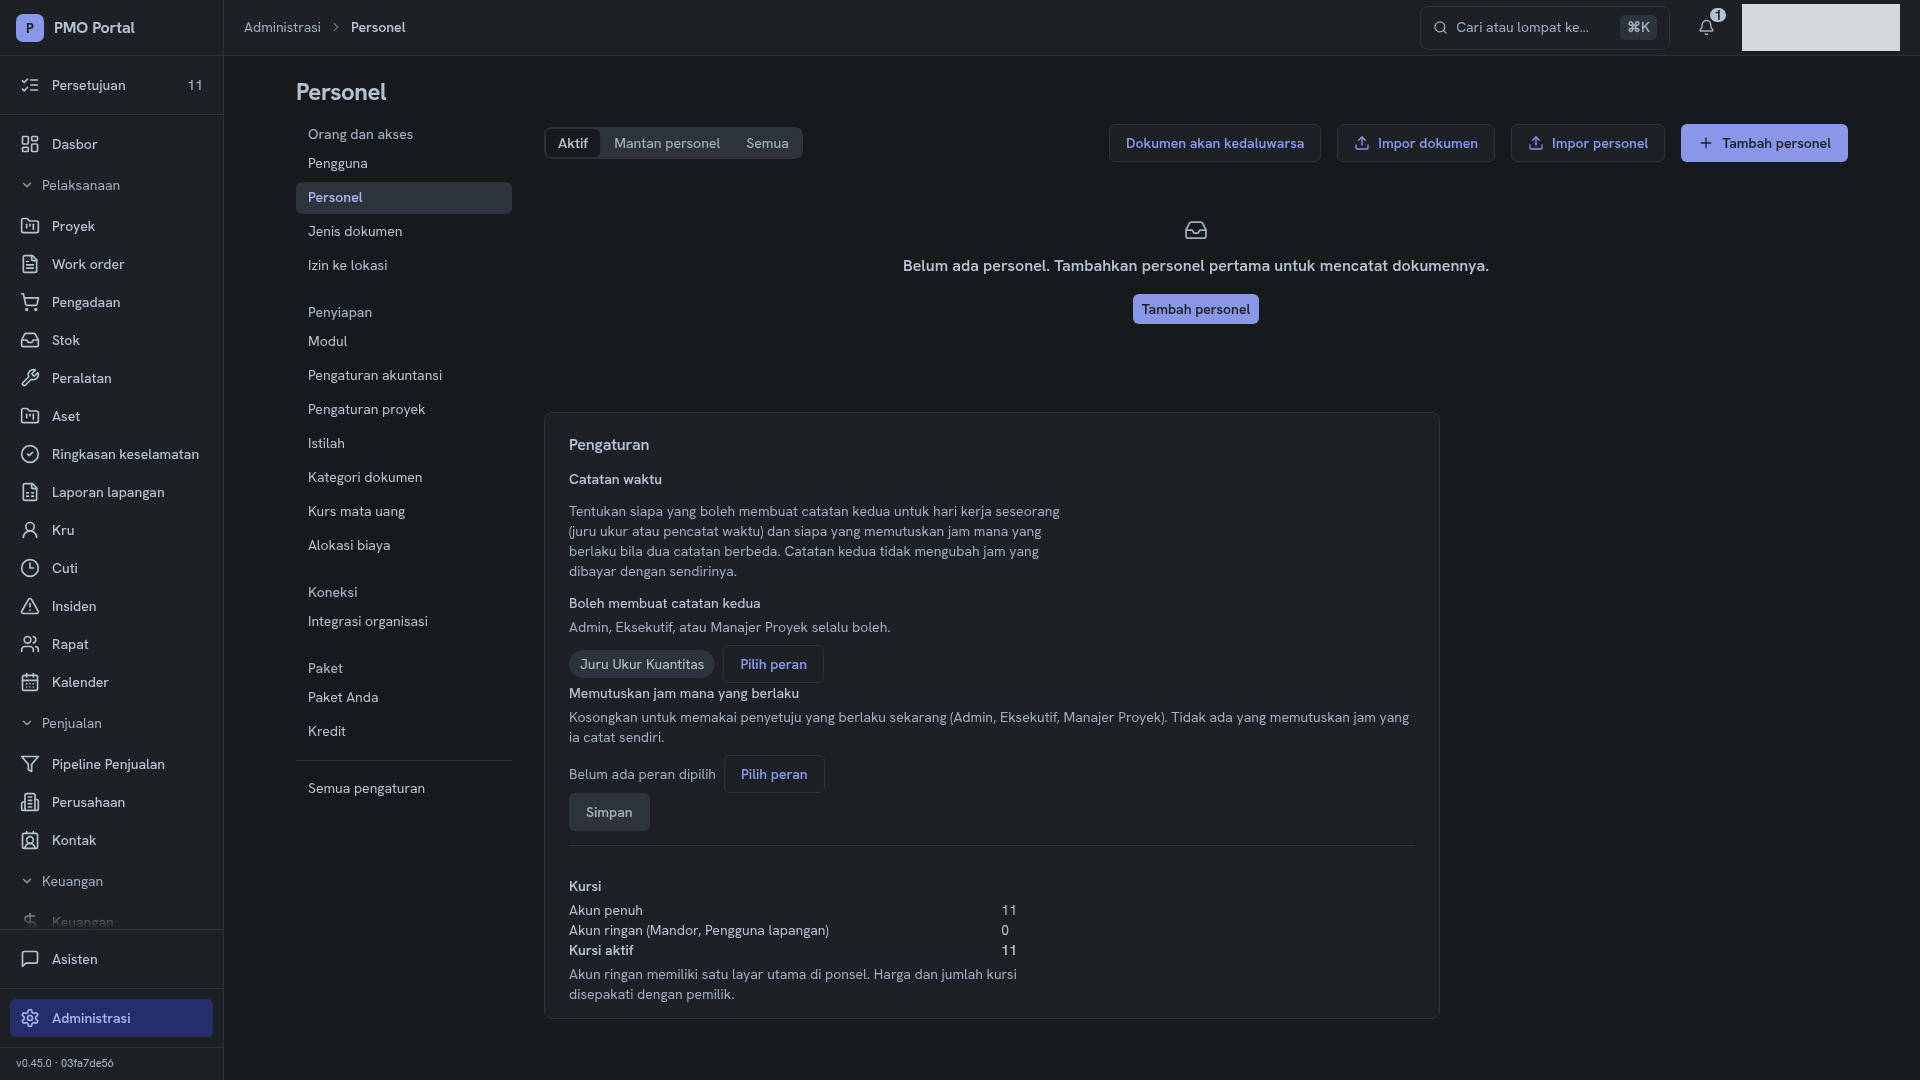 P PMO Portal
Persetujuan 11
Dasbor
Pelaksanaan
Proyek
Work order
Pengadaan
Stok
Peralatan
Aset
Ringkasan keselamatan
Laporan lapangan
Kru
Cuti
Insiden
Rapat
Kalender
Penjualan
Pipeline Penjualan
Perusahaan
Kontak
Keuangan
Keuangan
Asisten
Administrasi
v0.45.0 · 03fa7de56
Administrasi > Personel
Cari atau lompat ke... ⌘K
1
Personel
Orang dan akses
Pengguna
Personel
Jenis dokumen
Izin ke lokasi
Penyiapan
Modul
Pengaturan akuntansi
Pengaturan proyek
Istilah
Kategori dokumen
Kurs mata uang
Alokasi biaya
Koneksi
Integrasi organisasi
Paket
Paket Anda
Kredit
Semua pengaturan
Aktif Mantan personel Semua
Dokumen akan kedaluwarsa Impor dokumen Impor personel + Tambah personel
Belum ada personel. Tambahkan personel pertama untuk mencatat dokumennya.
Tambah personel
Pengaturan
Catatan waktu
Tentukan siapa yang boleh membuat catatan kedua untuk hari kerja seseorang
(juru ukur atau pencatat waktu) dan siapa yang memutuskan jam mana yang
berlaku bila dua catatan berbeda. Catatan kedua tidak mengubah jam yang
dibayar dengan sendirinya.
Boleh membuat catatan kedua
Admin, Eksekutif, atau Manajer Proyek selalu boleh.
Juru Ukur Kuantitas Pilih peran
Memutuskan jam mana yang berlaku
Kosongkan untuk memakai penyetuju yang berlaku sekarang (Admin, Eksekutif, Manajer Proyek). Tidak ada yang memutuskan jam yang
ia catat sendiri.
Belum ada peran dipilih Pilih peran
Simpan
Kursi
Akun penuh 11
Akun ringan (Mandor, Pengguna lapangan) 0
Kursi aktif 11
Akun ringan memiliki satu layar utama di ponsel. Harga dan jumlah kursi
disepakati dengan pemilik.